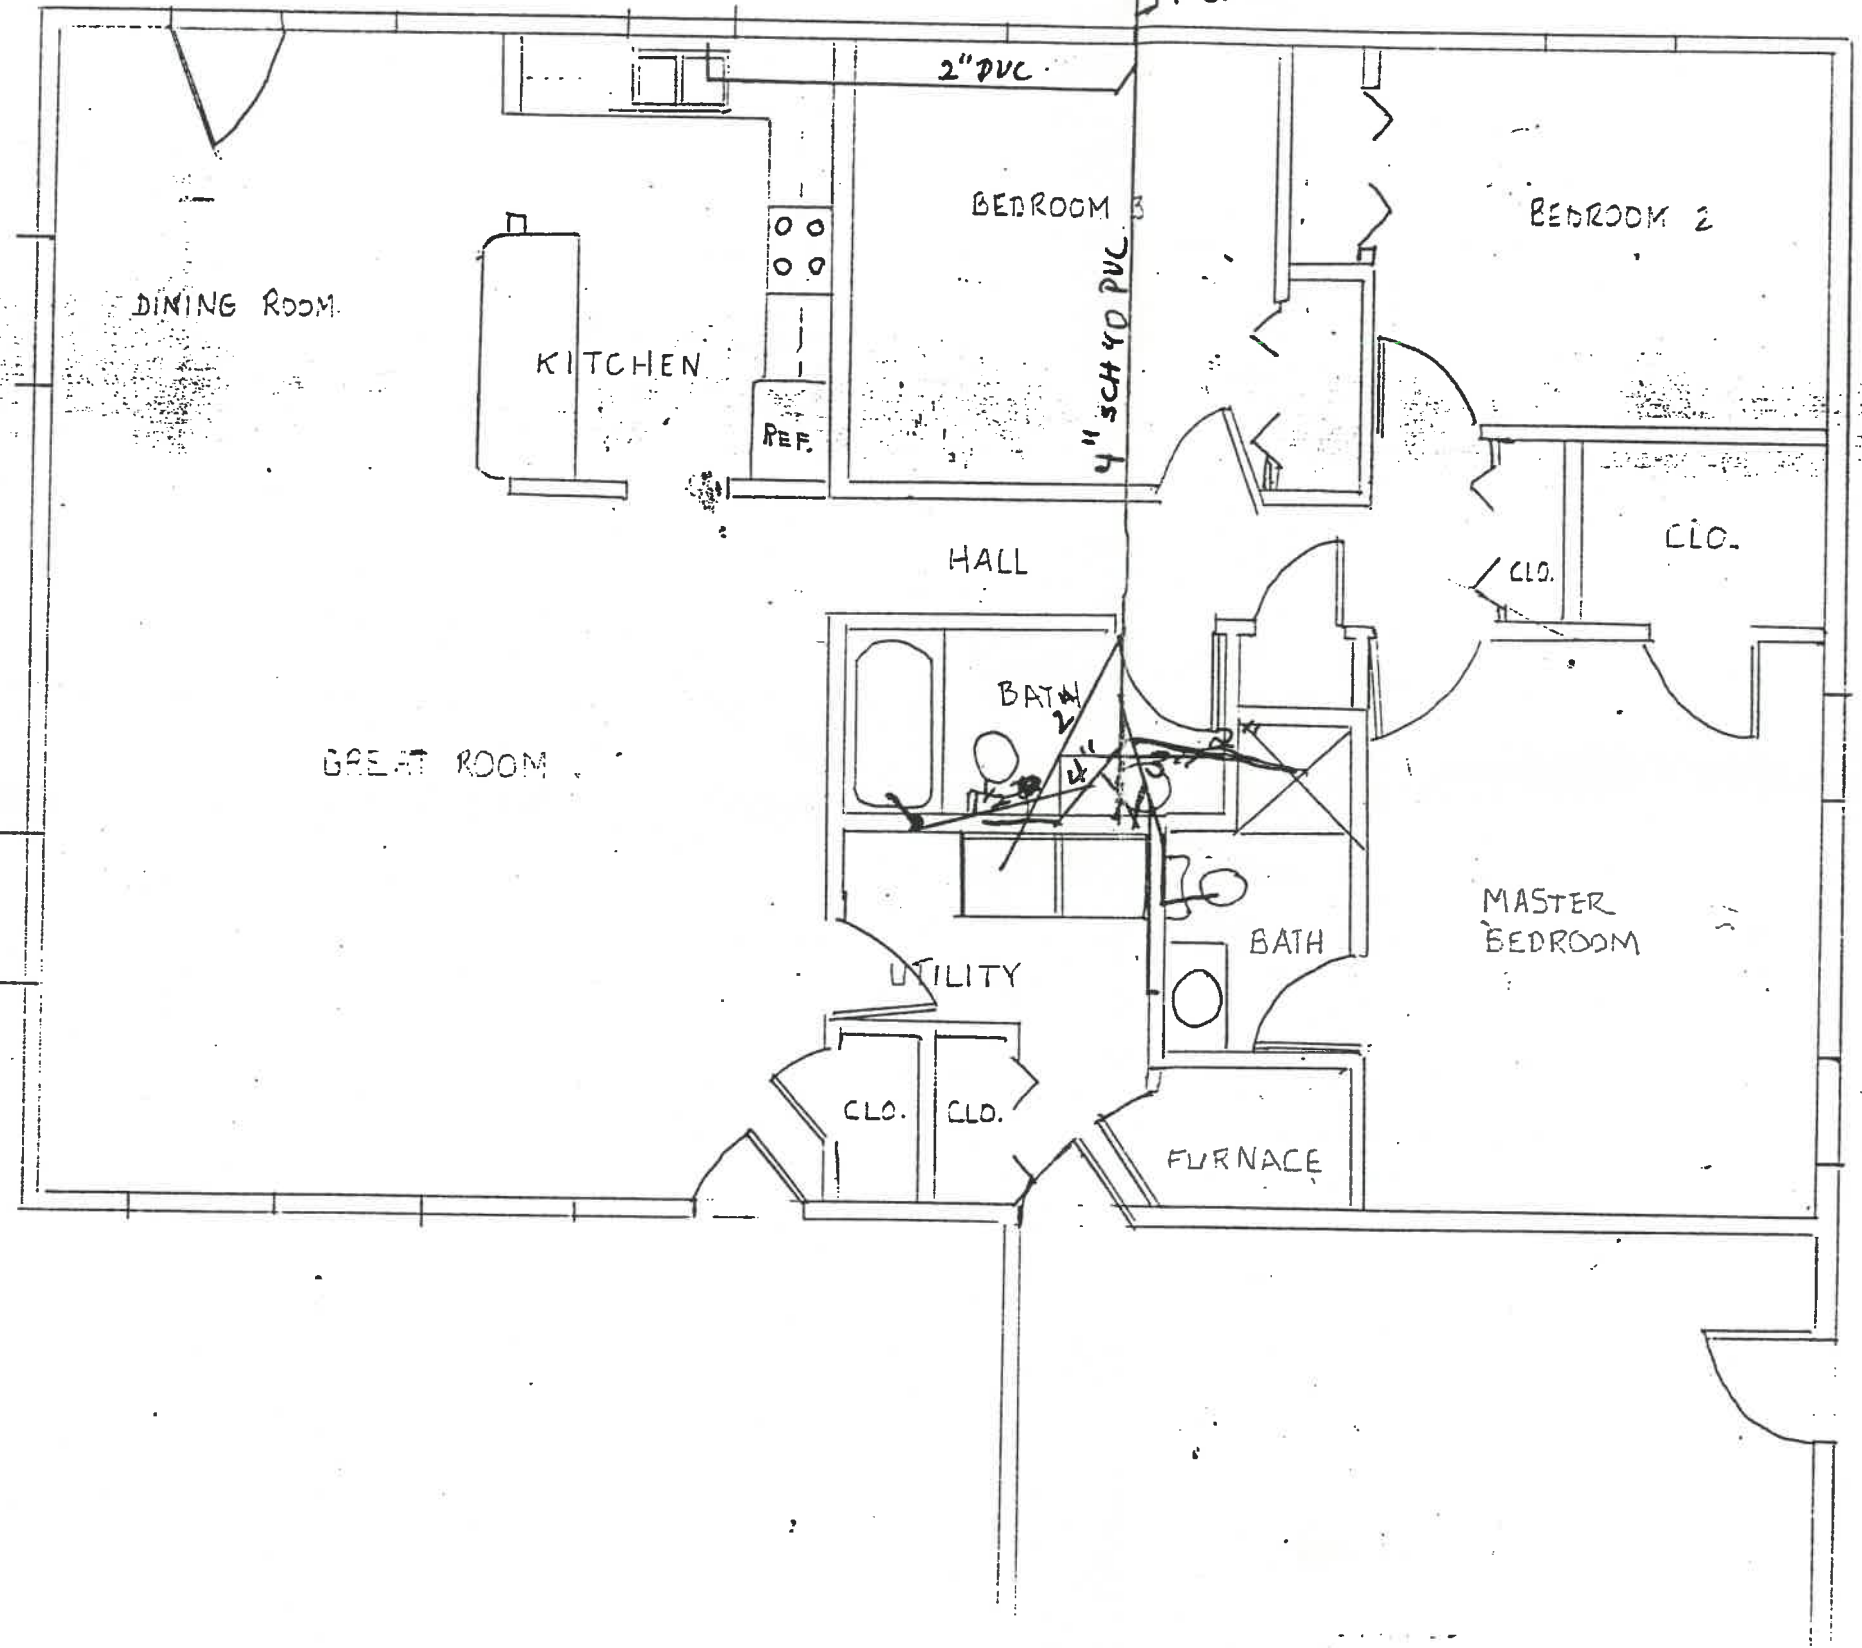 2" PVC
BEDROOM 3
BEDROOM 2
4" SCH 40 PVC
DINING ROOM
KITCHEN
REF.
HALL
CLO.
CLO.
BATH
2"
4"
GREAT ROOM
MASTER
BEDROOM
BATH
UTILITY
CLO.
CLO.
FURNACE